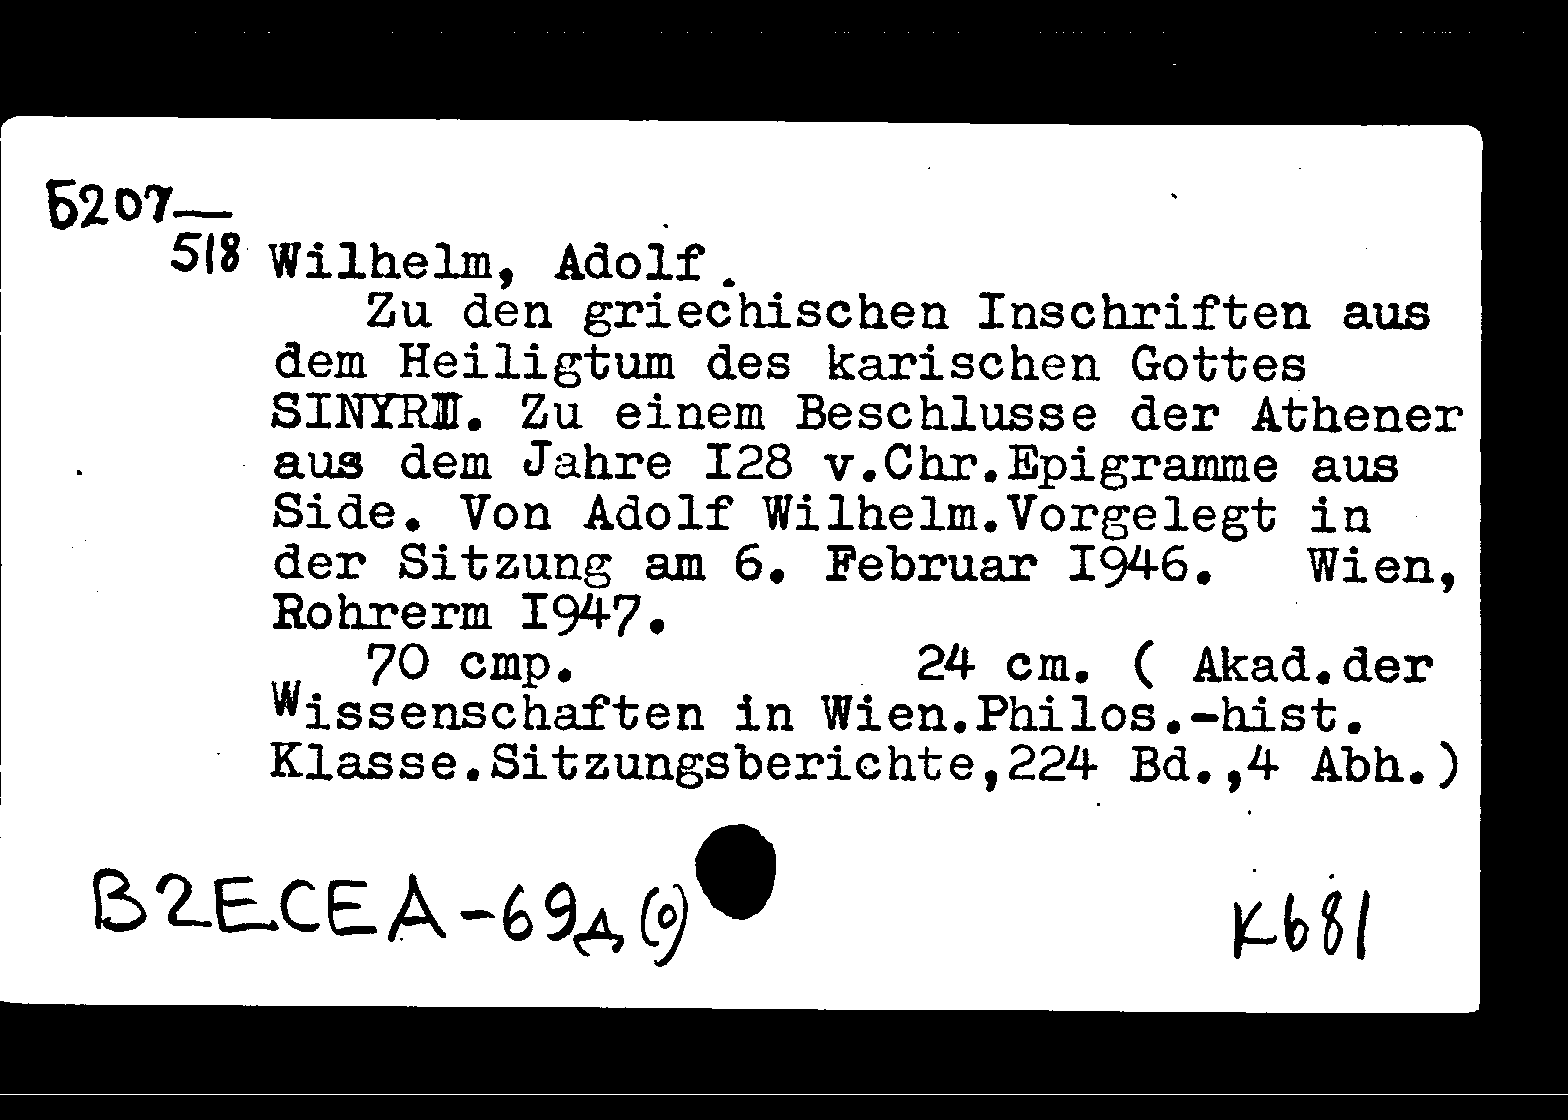 Б207—
518 Wilhelm, Adolf.
Zu den griechischen Inschriften aus
dem Heiligtum des karischen Gottes
Zu einem Beschlusse der Athener
aus dem Jahre I28 v.Chr.Epigramme aus
Side. Von Adolf Wilhelm.Vorgelegt in
der Sitzung am 6. Februar I946. Wien,
Rohrerm I947.
70 cmp. 24 cm. ( Akad.der
Wissenschaften in Wien.Philos.-hist.
Klasse.Sitzungsberichte,224 Bd.,4 Abh.)
B2ECEA-69д(0)
K681